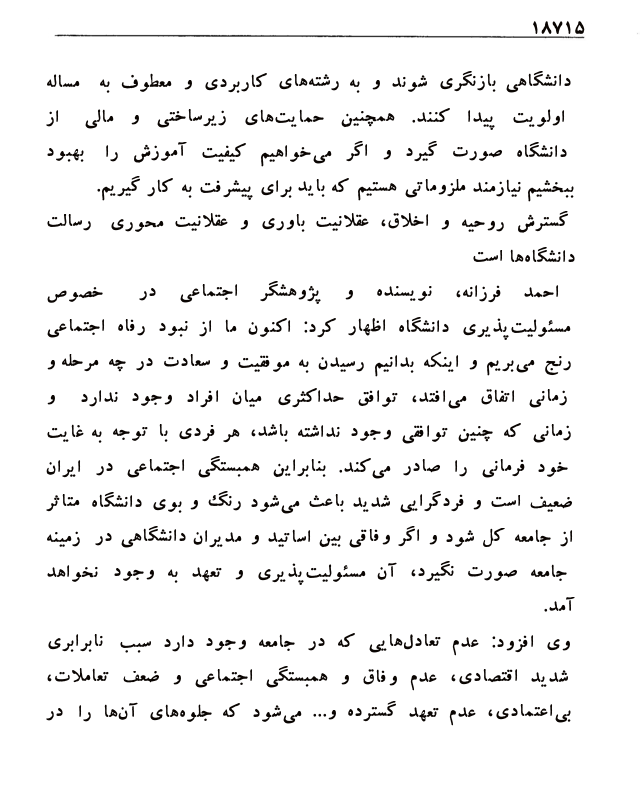 ۱۸۷۱۵
دانشگاهی بازنگری شوند و به رشته‌های کاربردی و معطوف به مساله
اولویت پیدا کنند. همچنین حمایت‌های زیرساختی و مالی از
دانشگاه صورت گیرد و اگر می‌خواهیم کیفیت آموزش را بهبود
ببخشیم نیازمند ملزوماتی هستیم که باید برای پیشرفت به کار گیریم.
گسترش روحیه و اخلاق، عقلانیت باوری و عقلانیت محوری رسالت
دانشگاه‌ها است
احمد فرزانه، نویسنده و پژوهشگر اجتماعی در خصوص
مسئولیت‌پذیری دانشگاه اظهار کرد: اکنون ما از نبود رفاه اجتماعی
رنج می‌بریم و اینکه بدانیم رسیدن به موفقیت و سعادت در چه مرحله و
زمانی اتفاق می‌افتد، توافق حداکثری میان افراد وجود ندارد و
زمانی که چنین توافقی وجود نداشته باشد، هر فردی با توجه به غایت
خود فرمانی را صادر می‌کند. بنابراین همبستگی اجتماعی در ایران
ضعیف است و فردگرایی شدید باعث می‌شود رنگ و بوی دانشگاه متاثر
از جامعه کل شود و اگر وفاقی بین اساتید و مدیران دانشگاهی در زمینه
جامعه صورت نگیرد، آن مسئولیت‌پذیری و تعهد به وجود نخواهد
آمد.
وی افزود: عدم تعادل‌هایی که در جامعه وجود دارد سبب نابرابری
شدید اقتصادی، عدم وفاق و همبستگی اجتماعی و ضعف تعاملات،
بی‌اعتمادی، عدم تعهد گسترده و... می‌شود که جلوه‌های آن‌ها را در